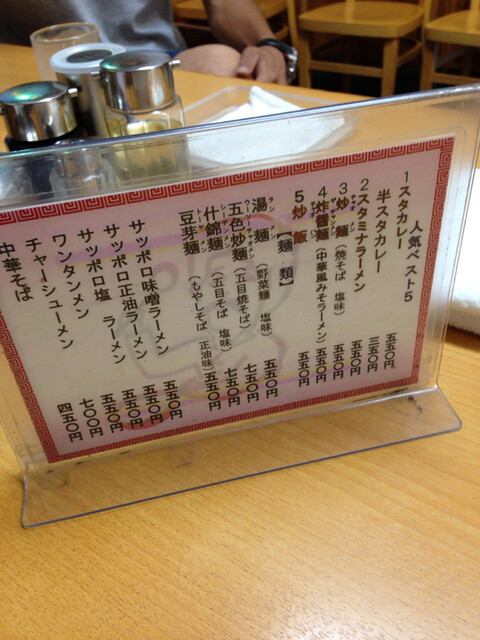 人気ベスト5
1 スタカレー 五五〇円
半スタカレー 三五〇円
2 スタミナラーメン 五五〇円
3 炒麺(焼そば 塩味) 五五〇円
4 炸醤麺(中華風みそラーメン) 五五〇円
5 炒飯 五五〇円
【麺 類】
湯麺(野菜麺 塩味) 五五〇円
五色炒麺(五目焼そば) 七五〇円
什錦麺(五目そば 塩味) 七五〇円
豆芽麺(もやしそば 正油味) 五五〇円
サッポロ味噌ラーメン 五五〇円
サッポロ正油ラーメン 五五〇円
サッポロ塩 ラーメン 五五〇円
ワンタンメン 五五〇円
チャーシューメン 七〇〇円
中華そば 四五〇円